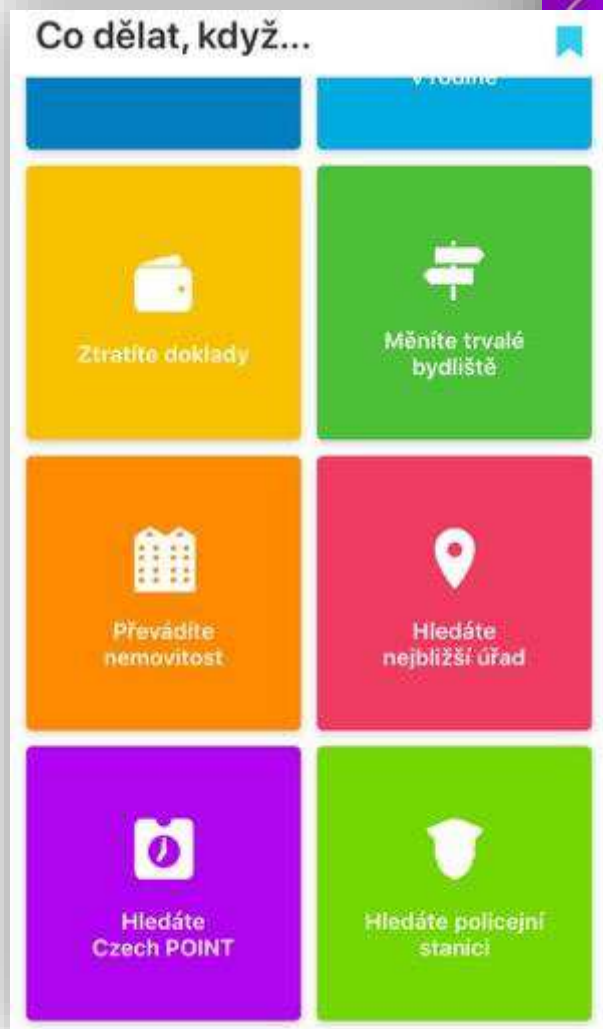 Co dělat, když...
v rodině
Ztratíte doklady
Měníte trvalé
bydliště
Převádíte
nemovitost
Hledáte
nejbližší úřad
Hledáte
Czech POINT
Hledáte policejní
stanici